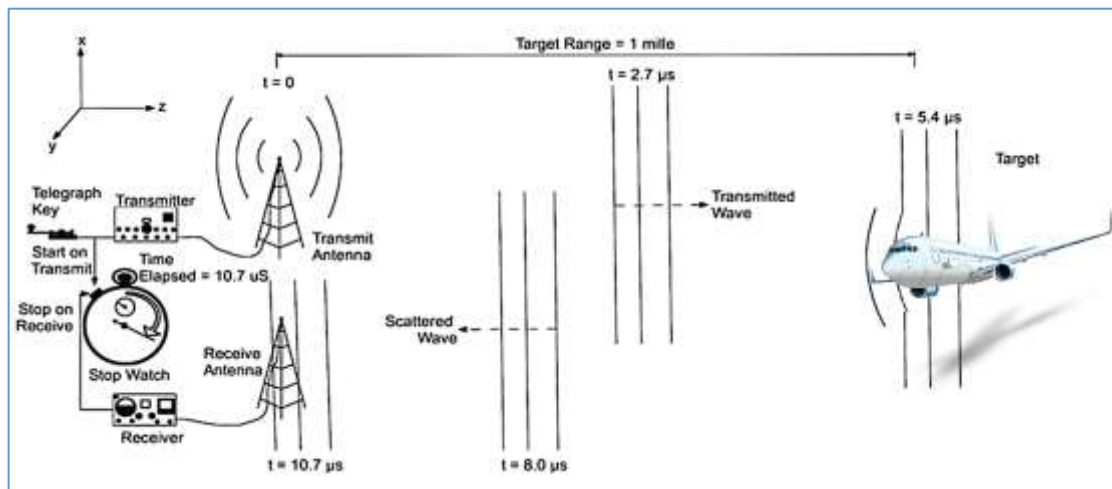 x
z
y
Target Range = 1 mille
t = 0
t = 2.7 µs
t = 5.4 µs
Target
Telegraph
Key
Transmitter
Start on
Transmit
Transmit
Antenna
Transmitted
Wave
Time
Elapsed = 10.7 uS
Stop on
Receive
Stop Watch
Receive
Antenna
Scattered
Wave
Receiver
t = 10.7 µs
t = 8.0 µs